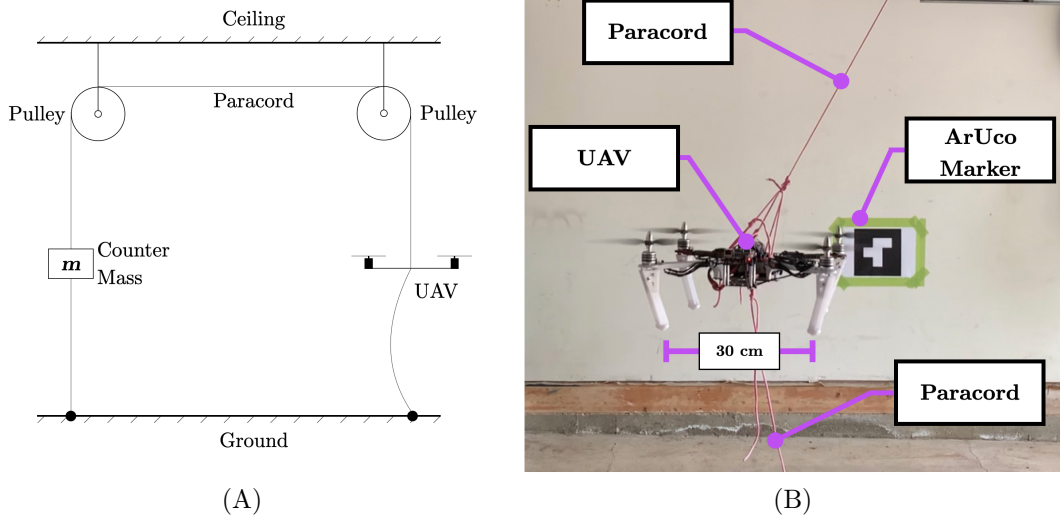 Ceiling
Pulley
Paracord
Pulley
m
Counter
Mass
UAV
Ground
(A)
Paracord
UAV
ArUco
Marker
30 cm
Paracord
(B)